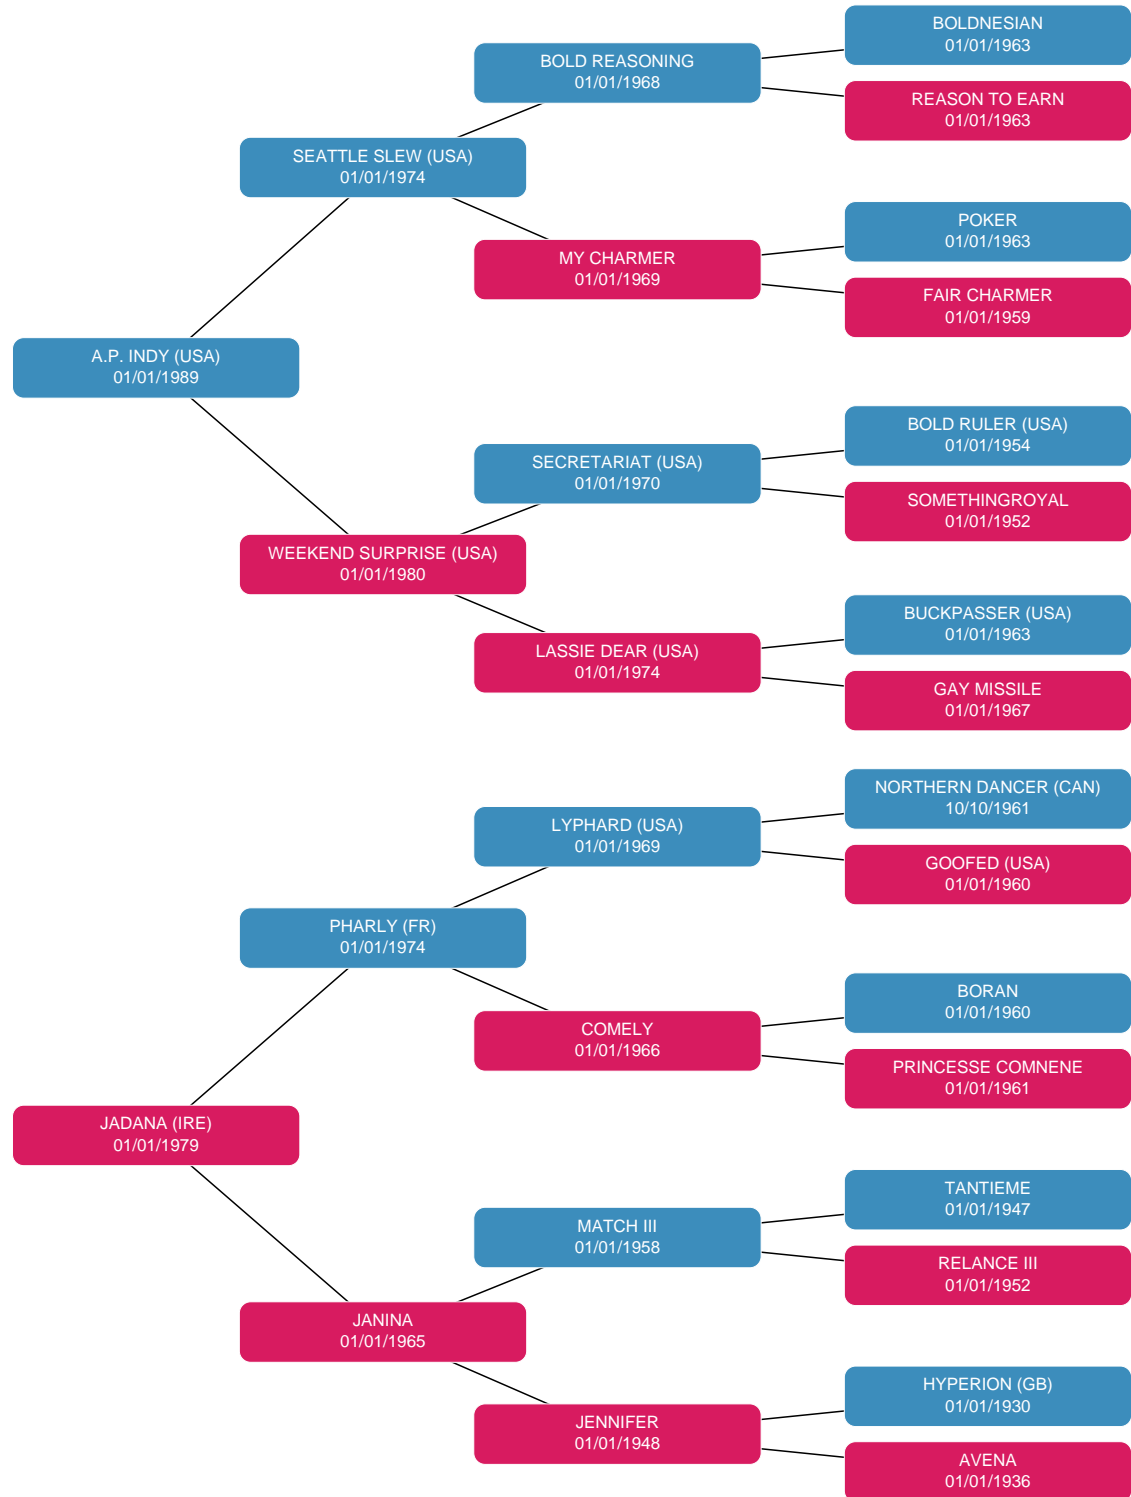 BOLDNESIAN
01/01/1963
BOLD REASONING
01/01/1968
REASON TO EARN
01/01/1963
SEATTLE SLEW (USA)
01/01/1974
POKER
01/01/1963
MY CHARMER
01/01/1969
FAIR CHARMER
01/01/1959
A.P. INDY (USA)
01/01/1989
BOLD RULER (USA)
01/01/1954
SECRETARIAT (USA)
01/01/1970
SOMETHINGROYAL
01/01/1952
WEEKEND SURPRISE (USA)
01/01/1980
BUCKPASSER (USA)
01/01/1963
LASSIE DEAR (USA)
01/01/1974
GAY MISSILE
01/01/1967
NORTHERN DANCER (CAN)
10/10/1961
LYPHARD (USA)
01/01/1969
GOOFED (USA)
01/01/1960
PHARLY (FR)
01/01/1974
BORAN
01/01/1960
COMELY
01/01/1966
PRINCESSE COMNENE
01/01/1961
JADANA (IRE)
01/01/1979
TANTIEME
01/01/1947
MATCH III
01/01/1958
RELANCE III
01/01/1952
JANINA
01/01/1965
HYPERION (GB)
01/01/1930
JENNIFER
01/01/1948
AVENA
01/01/1936